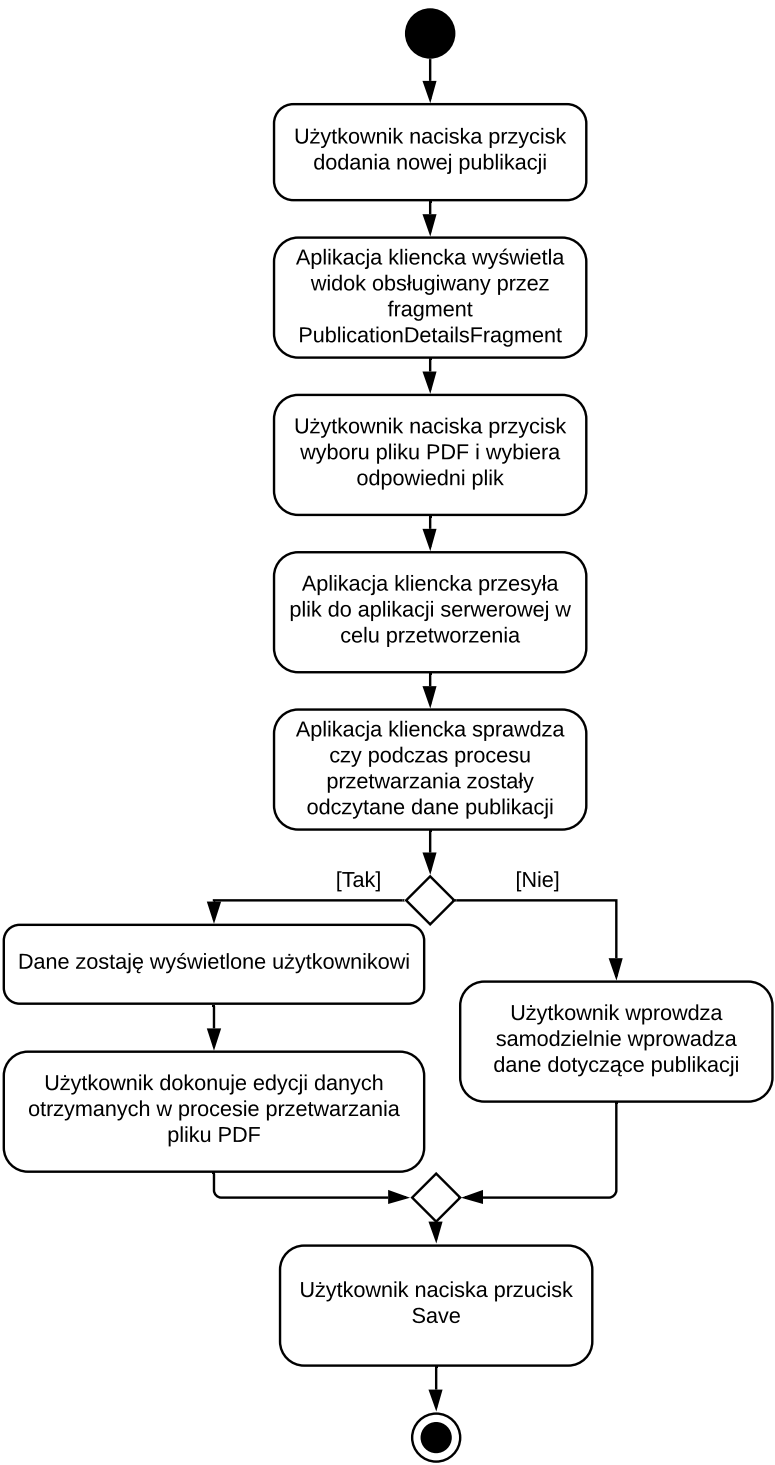 Użytkownik naciska przycisk
dodania nowej publikacji
Aplikacja kliencka wyświetla
widok obsługiwany przez
fragment
PublicationDetailsFragment
Użytkownik naciska przycisk
wyboru pliku PDF i wybiera
odpowiedni plik
Aplikacja kliencka przesyła
plik do aplikacji serwerowej w
celu przetworzenia
Aplikacja kliencka sprawdza
czy podczas procesu
przetwarzania zostały
odczytane dane publikacji
[Tak]
[Nie]
Dane zostaję wyświetlone użytkownikowi
Użytkownik wprowdza
samodzielnie wprowadza
dane dotyczące publikacji
Użytkownik dokonuje edycji danych
otrzymanych w procesie przetwarzania
pliku PDF
Użytkownik naciska przucisk
Save